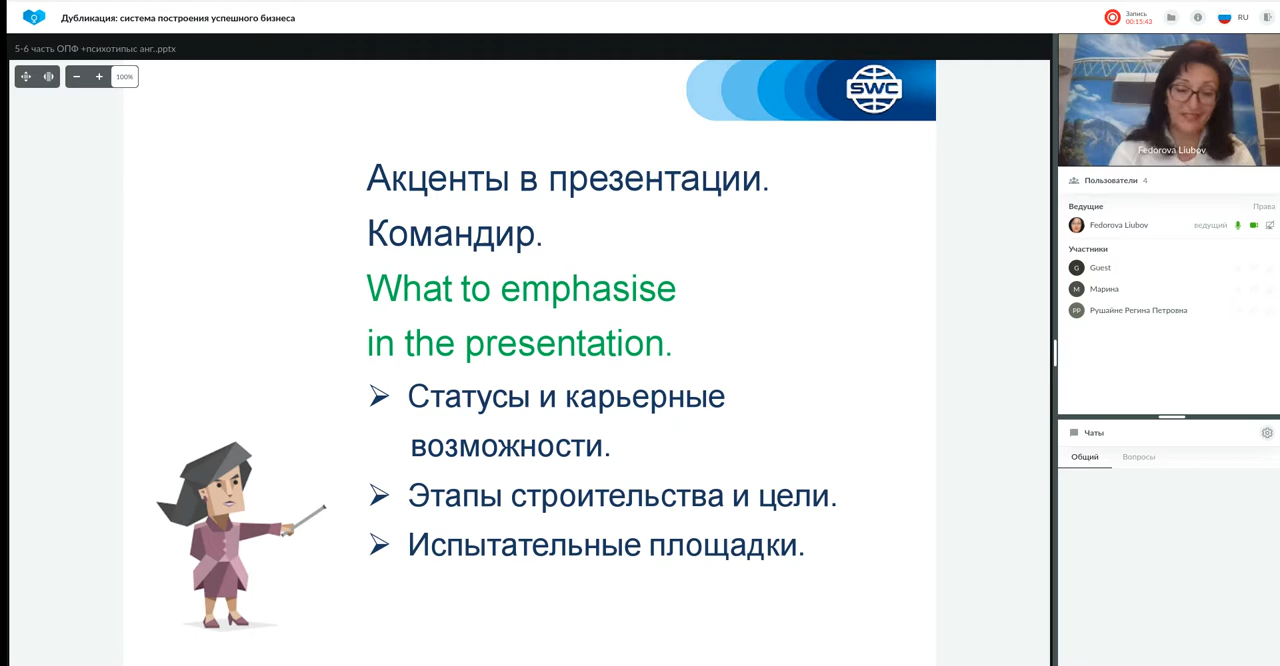 Дубликация: система построения успешного бизнеса
Запись
00:15:43
RU
5-6 часть ОПФ +психотипыс анг..pptx
100%
SWC
Акценты в презентации.
Командир.
What to emphasise
in the presentation.
Статусы и карьерные
возможности.
Этапы строительства и цели.
Испытательные площадки.
Fedorova Liubov
Пользователи 4
Ведущие Права
Fedorova Liubov ведущий
Участники
G Guest
М Марина
РР Рушайне Регина Петровна
Чаты
Общий Вопросы